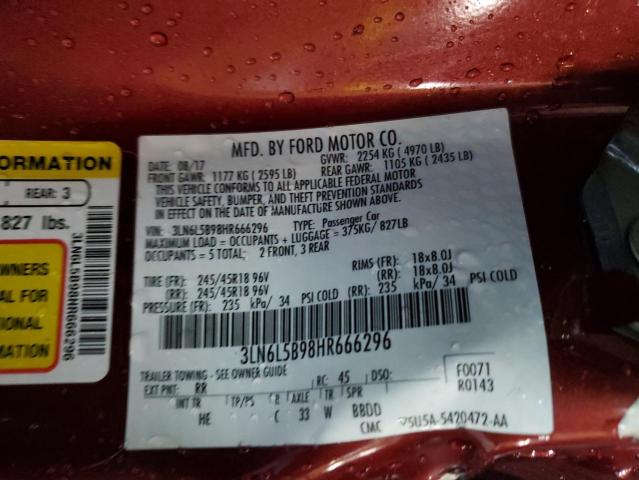 FORMATION
REAR: 3
827 lbs.
OWNERS
AL FOR
IONAL
MATION
3LN6L5B98HR666296
MFD. BY FORD MOTOR CO.
DATE: 08/17 GVWR: 2254 KG ( 4970 LB)
FRONT GAWR: 1177 KG ( 2595 LB) REAR GAWR: 1105 KG ( 2435 LB)
THIS VEHICLE CONFORMS TO ALL APPLICABLE FEDERAL MOTOR
VEHICLE SAFETY, BUMPER, AND THEFT PREVENTION STANDARDS
IN EFFECT ON THE DATE OF MANUFACTURE SHOWN ABOVE.
VIN: 3LN6L5B98HR666296 TYPE: Passenger Car
MAXIMUM LOAD = OCCUPANTS + LUGGAGE = 375KG/ 827LB
OCCUPANTS = 5 TOTAL; 2 FRONT, 3 REAR
TIRE (FR): 245/45R18 96V RIMS (FR): 18x8.0J
(RR): 245/45R18 96V (RR): 18x8.0J
PRESSURE (FR): 235 kPa/ 34 PSI COLD (RR): 235 kPa/ 34 PSI COLD
3LN6L5B98HR666296
TRAILER TOWING - SEE OWNER GUIDE
EXT PNT: RR RC: 45 DSO:
F0071
R0143
INT TR TP/PS B AXLE TR SPR
HE C 33 W BBDD
CMC 5U5A-5420472-AA